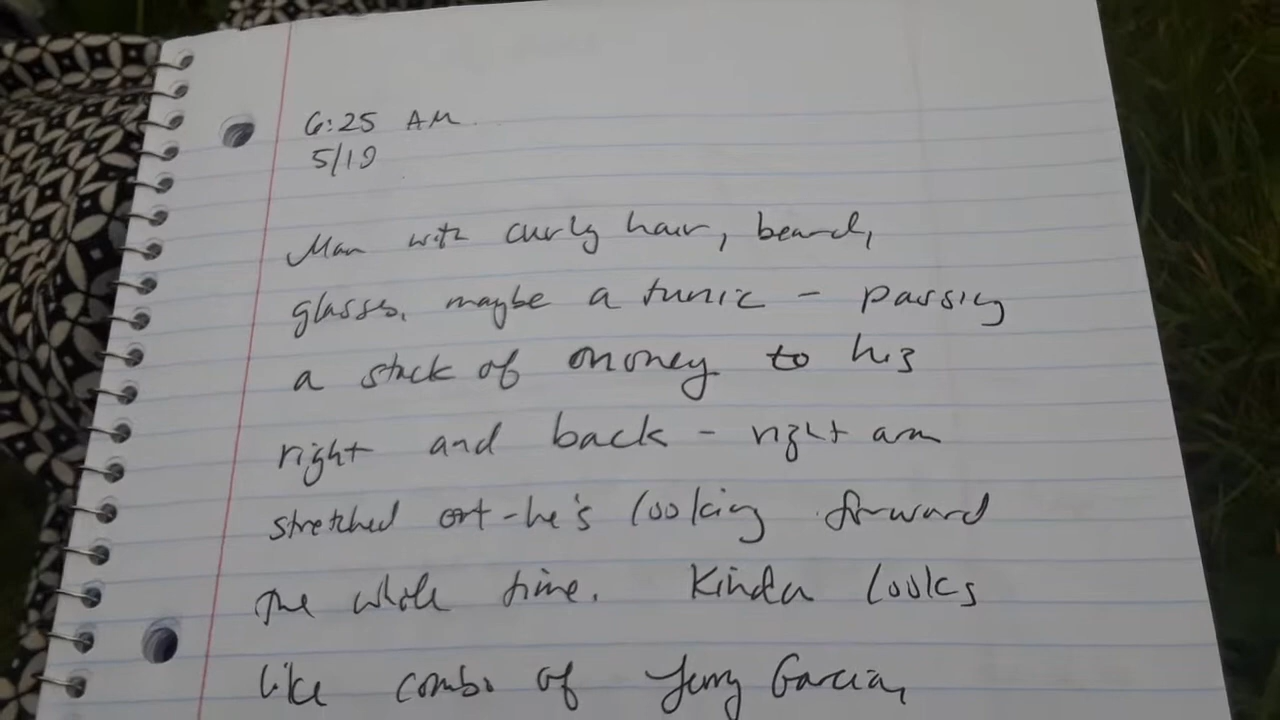 6:25 AM
5/19
Man with curly hair, beard,
glasses, maybe a tunic - passing
a stack of money to his
right and back - right arm
stretched out - he's looking forward
the whole time. Kinda looks
like combo of Jerry Garcia,